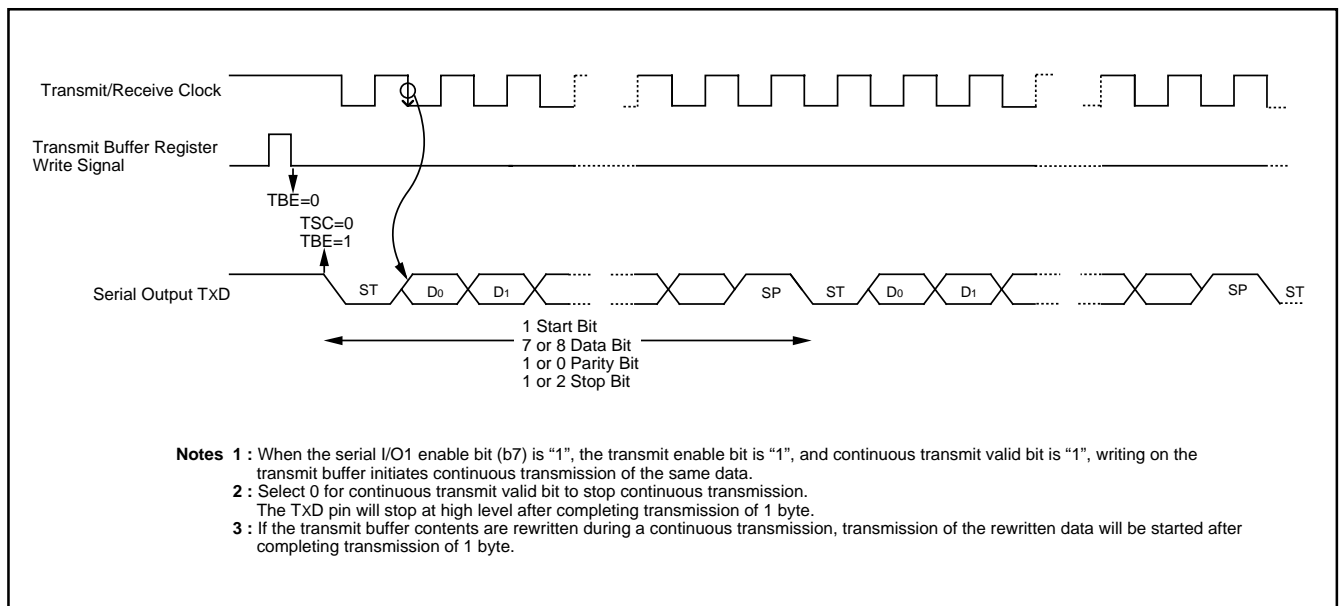 Transmit/Receive Clock
Transmit Buffer Register
Write Signal
TBE=0
TSC=0
TBE=1
Serial Output TXD
ST D0 D1 SP ST D0 D1 SP ST
1 Start Bit
7 or 8 Data Bit
1 or 0 Parity Bit
1 or 2 Stop Bit
Notes 1 : When the serial I/O1 enable bit (b7) is “1”, the transmit enable bit is “1”, and continuous transmit valid bit is “1”, writing on the
transmit buffer initiates continuous transmission of the same data.
2 : Select 0 for continuous transmit valid bit to stop continuous transmission.
The TXD pin will stop at high level after completing transmission of 1 byte.
3 : If the transmit buffer contents are rewritten during a continuous transmission, transmission of the rewritten data will be started after
completing transmission of 1 byte.